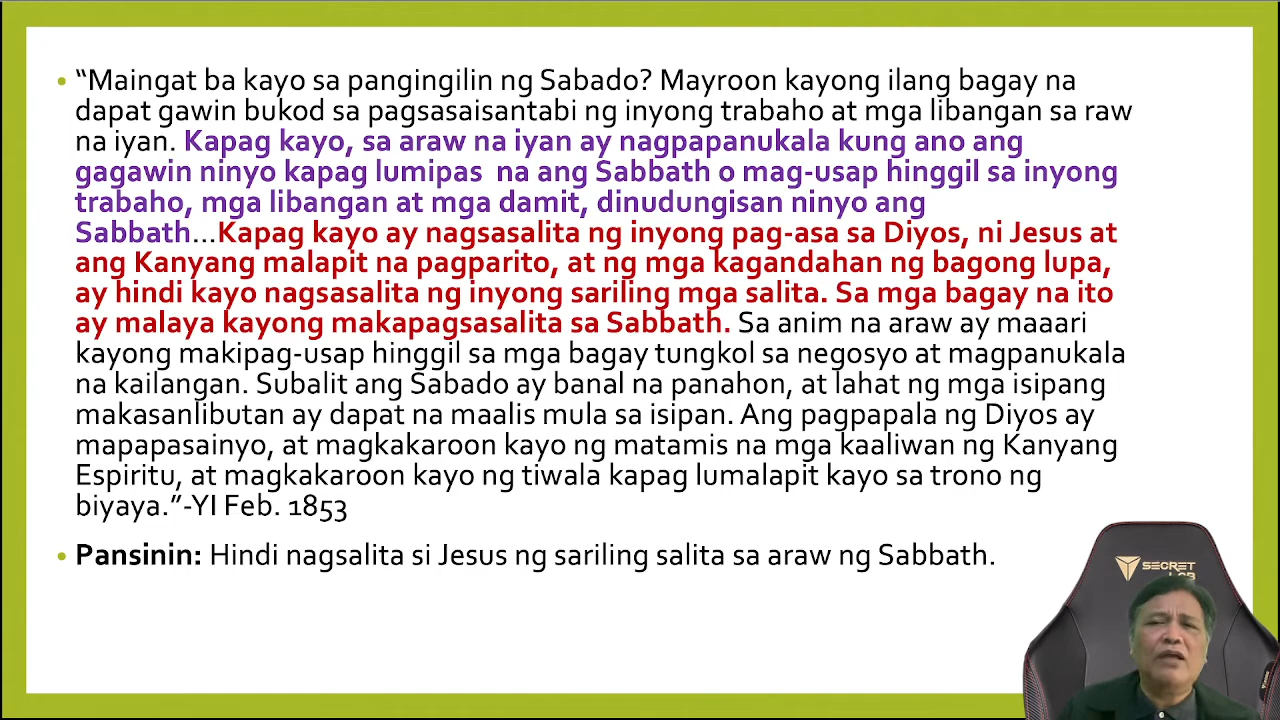 • “Maingat ba kayo sa pangingilin ng Sabado? Mayroon kayong ilang bagay na
dapat gawin bukod sa pagsasaisantabi ng inyong trabaho at mga libangan sa raw
na iyan. Kapag kayo, sa araw na iyan ay nagpapanukala kung ano ang
gagawin ninyo kapag lumipas na ang Sabbath o mag-usap hinggil sa inyong
trabaho, mga libangan at mga damit, dinudungisan ninyo ang
Sabbath...Kapag kayo ay nagsasalita ng inyong pag-asa sa Diyos, ni Jesus at
ang Kanyang malapit na pagparito, at ng mga kagandahan ng bagong lupa,
ay hindi kayo nagsasalita ng inyong sariling mga salita. Sa mga bagay na ito
ay malaya kayong makapagsasalita sa Sabbath. Sa anim na araw ay maaari
kayong makipag-usap hinggil sa mga bagay tungkol sa negosyo at magpanukala
na kailangan. Subalit ang Sabado ay banal na panahon, at lahat ng mga isipang
makasanlibutan ay dapat na maalis mula sa isipan. Ang pagpapala ng Diyos ay
mapapasainyo, at magkakaroon kayo ng matamis na mga kaaliwan ng Kanyang
Espiritu, at magkakaroon kayo ng tiwala kapag lumalapit kayo sa trono ng
biyaya.”-YI Feb. 1853
• Pansinin: Hindi nagsalita si Jesus ng sariling salita sa araw ng Sabbath.
SECRET
LAB